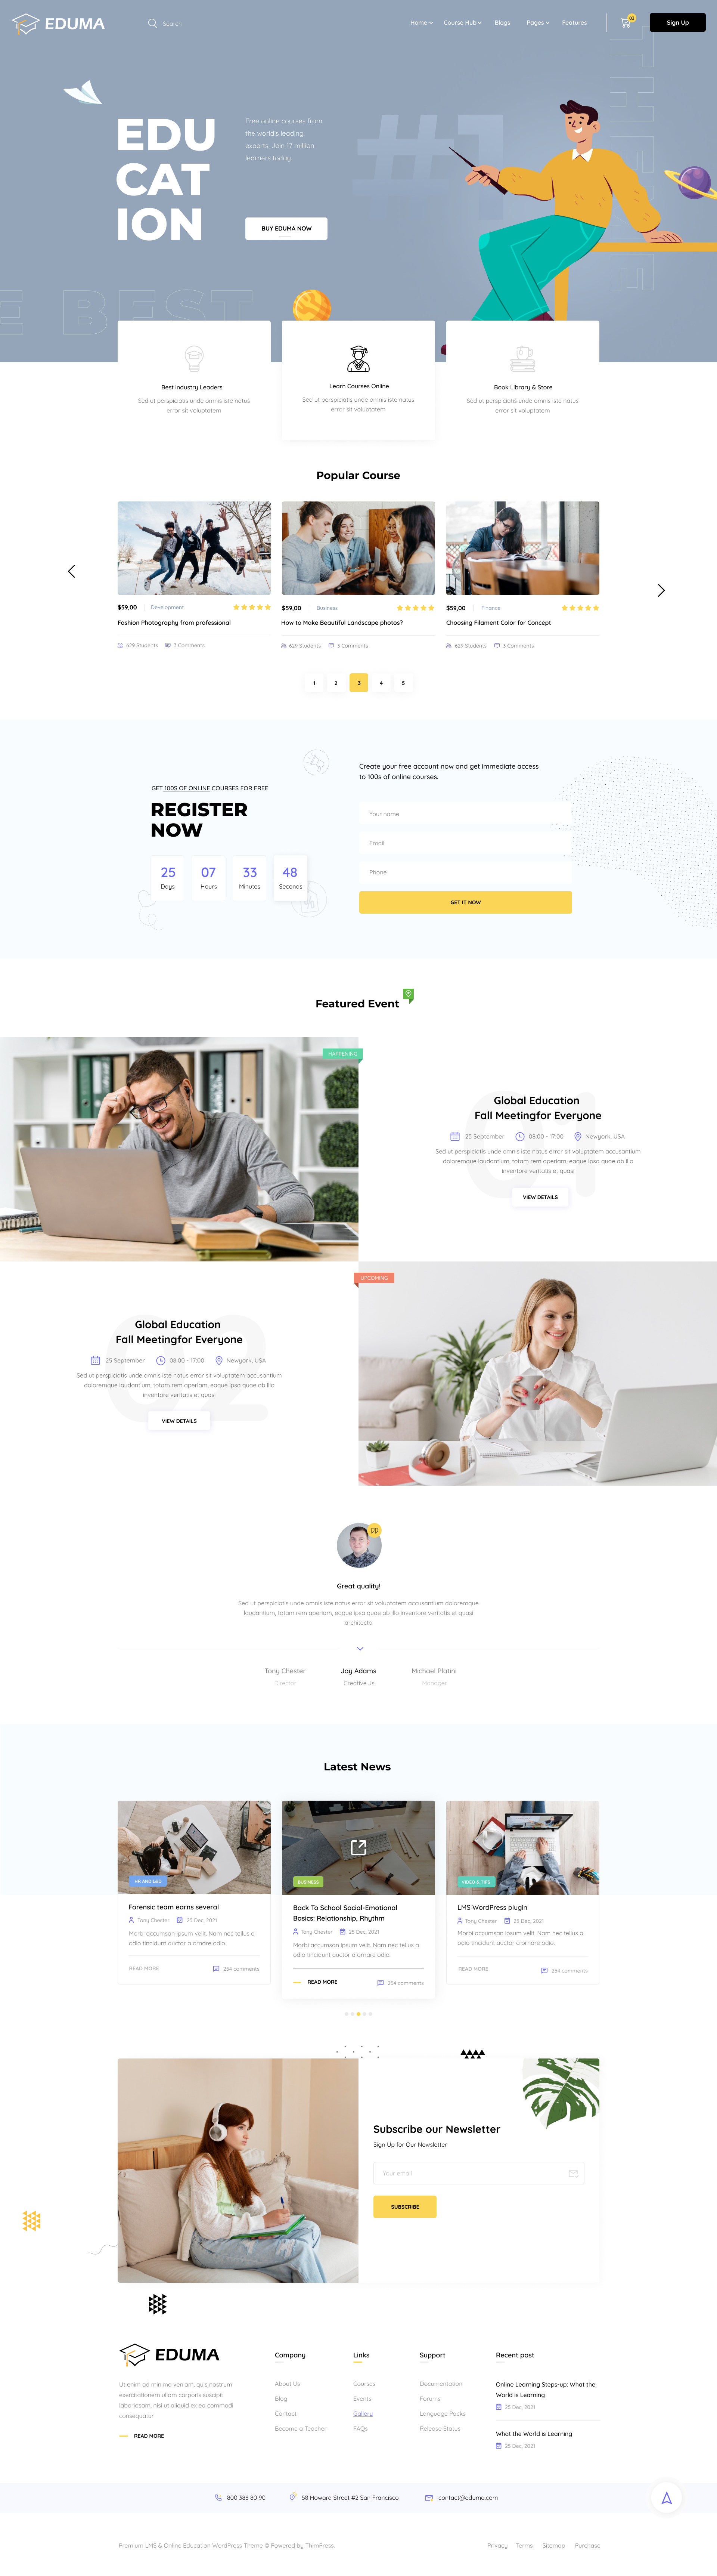 EDUMA
Search
Home
Course Hub
Blogs
Pages
Features
03
Sign Up
EDU
CAT
ION
Free online courses from
the world's leading
experts. Join 17 million
learners today.
BUY EDUMA NOW
#1
THEME
E BEST
Best industry Leaders
Sed ut perspiciatis unde omnis iste natus
error sit voluptatem
Learn Courses Online
Sed ut perspiciatis unde omnis iste natus
error sit voluptatem
Book Library & Store
Sed ut perspiciatis unde omnis iste natus
error sit voluptatem
Popular Course
$59,00
Development
Fashion Photography from professional
629 Students
3 Comments
$59,00
Business
How to Make Beautiful Landscape photos?
629 Students
3 Comments
$59,00
Finance
Choosing Filament Color for Concept
629 Students
3 Comments
1
2
3
4
5
GET 100S OF ONLINE COURSES FOR FREE
REGISTER
NOW
25
Days
07
Hours
33
Minutes
48
Seconds
Create your free account now and get immediate access
to 100s of online courses.
Your name
Email
Phone
GET IT NOW
Featured Event
HAPPENING
01
Global Education
Fall Meetingfor Everyone
25 September
08:00 - 17:00
Newyork, USA
Sed ut perspiciatis unde omnis iste natus error sit voluptatem accusantium
doloremque laudantium, totam rem aperiam, eaque ipsa quae ab illo
inventore veritatis et quasi
VIEW DETAILS
UPCOMING
02
Global Education
Fall Meetingfor Everyone
25 September
08:00 - 17:00
Newyork, USA
Sed ut perspiciatis unde omnis iste natus error sit voluptatem accusantium
doloremque laudantium, totam rem aperiam, eaque ipsa quae ab illo
inventore veritatis et quasi
VIEW DETAILS
Great quality!
Sed ut perspiciatis unde omnis iste natus error sit voluptatem accusantium doloremque
laudantium, totam rem aperiam, eaque ipsa quae ab illo inventore veritatis et quasi
architecto
Tony Chester
Director
Jay Adams
Creative Js
Michael Platini
Manager
Latest News
HR AND L&D
Forensic team earns several
Tony Chester
25 Dec, 2021
Morbi accumsan ipsum velit. Nam nec tellus a
odio tincidunt auctor a ornare odio.
READ MORE
254 comments
BUSINESS
Back To School Social-Emotional
Basics: Relationship, Rhythm
Tony Chester
25 Dec, 2021
Morbi accumsan ipsum velit. Nam nec tellus a
odio tincidunt auctor a ornare odio.
READ MORE
254 comments
VIDEO & TIPS
LMS WordPress plugin
Tony Chester
25 Dec, 2021
Morbi accumsan ipsum velit. Nam nec tellus a
odio tincidunt auctor a ornare odio.
READ MORE
254 comments
Subscribe our Newsletter
Sign Up for Our Newsletter
Your email
SUBSCRIBE
EDUMA
Ut enim ad minima veniam, quis nostrum
exercitationem ullam corporis suscipit
laboriosam, nisi ut aliquid ex ea commodi
consequatur
READ MORE
Company
About Us
Blog
Contact
Become a Teacher
Links
Courses
Events
Gallery
FAQs
Support
Documentation
Forums
Language Packs
Release Status
Recent post
Online Learning Steps-up: What the
World is Learning
25 Dec, 2021
What the World is Learning
25 Dec, 2021
800 388 80 90
58 Howard Street #2 San Francisco
contact@eduma.com
Premium LMS & Online Education WordPress Theme © Powered by ThimPress.
Privacy
Terms
Sitemap
Purchase